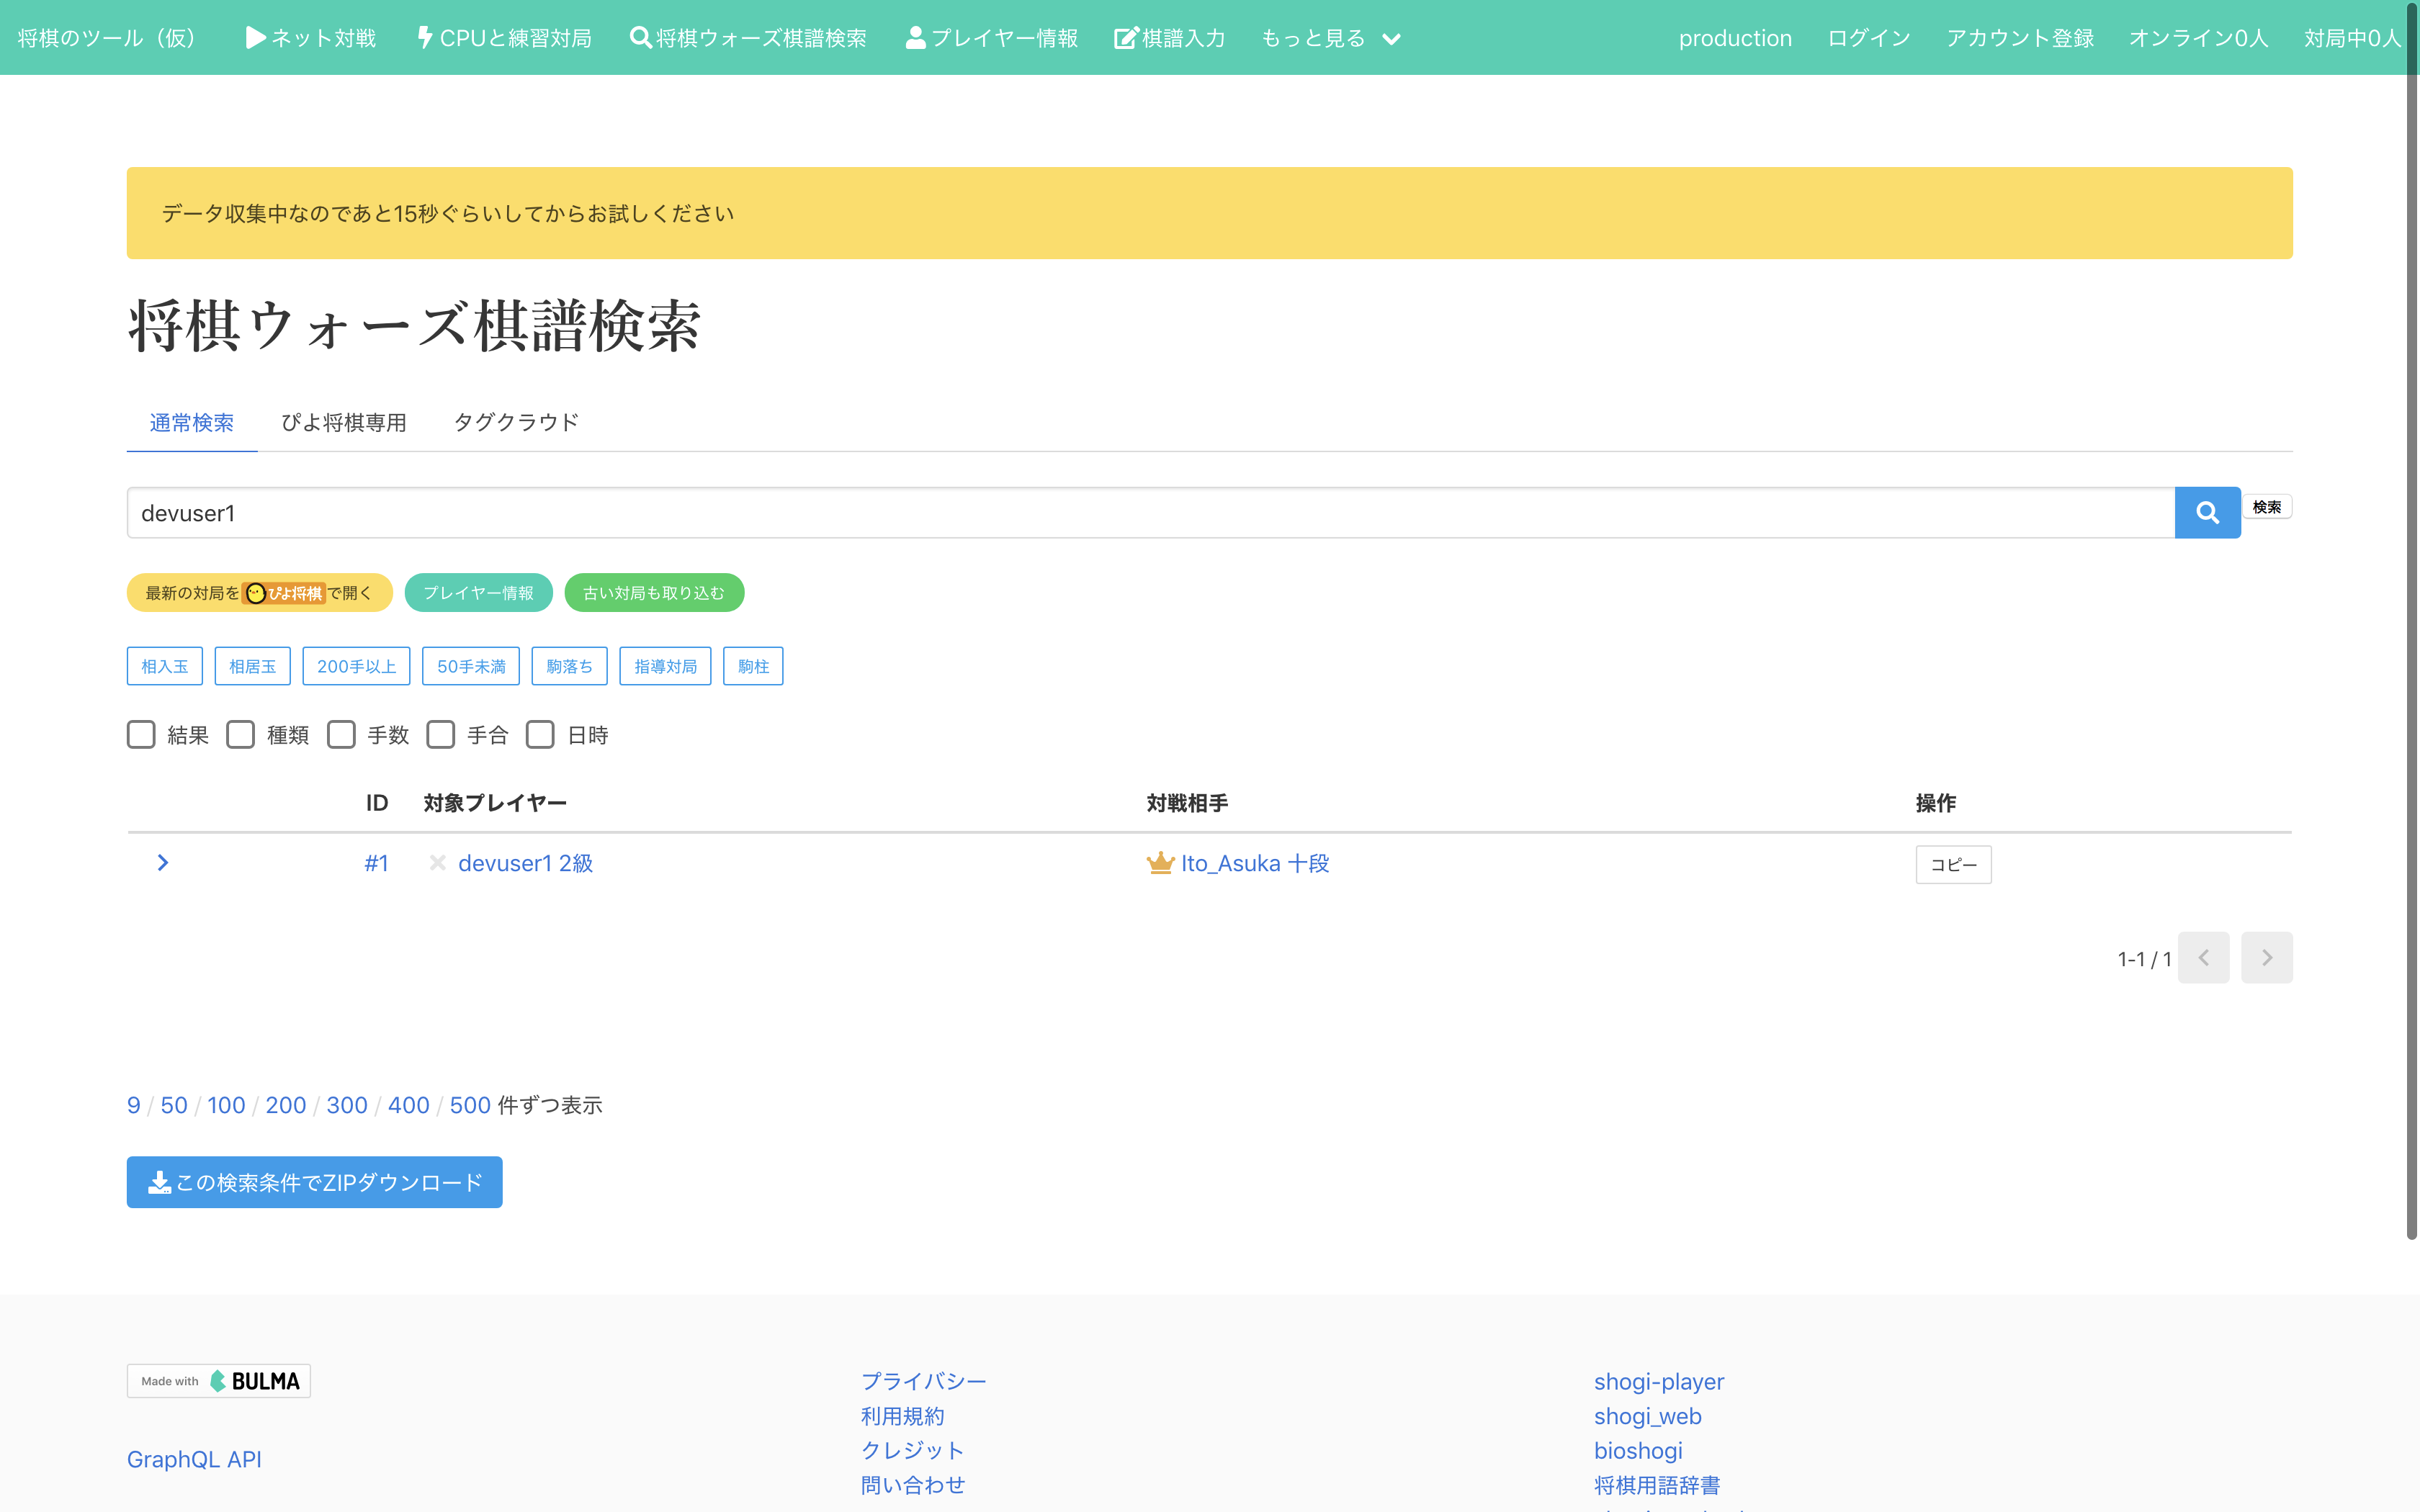 将棋のツール（仮） ネット対戦 CPUと練習対局 将棋ウォーズ棋譜検索 プレイヤー情報 棋譜入力 もっと見る production ログイン アカウント登録 オンライン0人 対局中0人
データ収集中なのであと15秒ぐらいしてからお試しください
将棋ウォーズ棋譜検索
通常検索 ぴよ将棋専用 タグクラウド
devuser1 検索
最新の対局をぴよ将棋で開く プレイヤー情報 古い対局も取り込む
相入玉 相居玉 200手以上 50手未満 駒落ち 指導対局 駒柱
結果 種類 手数 手合 日時
ID 対象プレイヤー 対戦相手 操作
#1 devuser1 2級 Ito_Asuka 十段 コピー
1-1 / 1
9 / 50 / 100 / 200 / 300 / 400 / 500 件ずつ表示
この検索条件でZIPダウンロード
Made with BULMA
GraphQL API
プライバシー
利用規約
クレジット
問い合わせ
shogi-player
shogi_web
bioshogi
将棋用語辞書